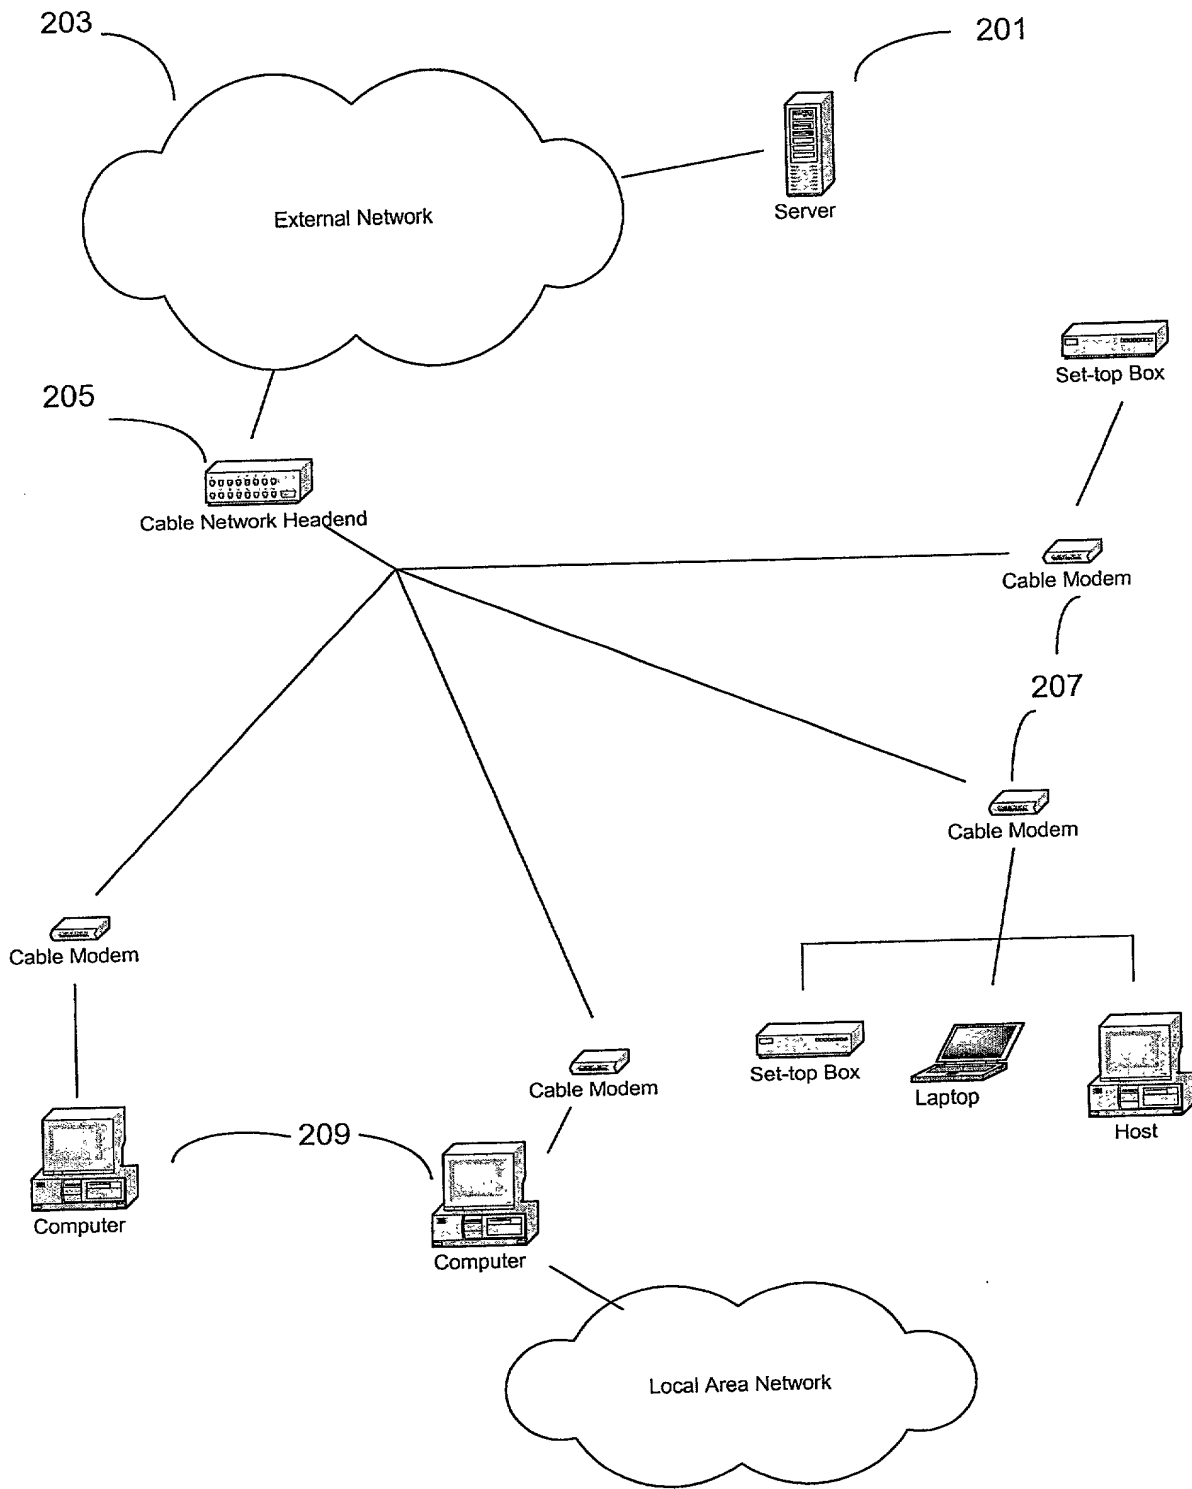 203
201
External Network
Server
Set-top Box
205
Cable Network Headend
Cable Modem
207
Cable Modem
Cable Modem
Set-top Box
Cable Modem
Laptop
Host
209
Computer
Computer
Local Area Network